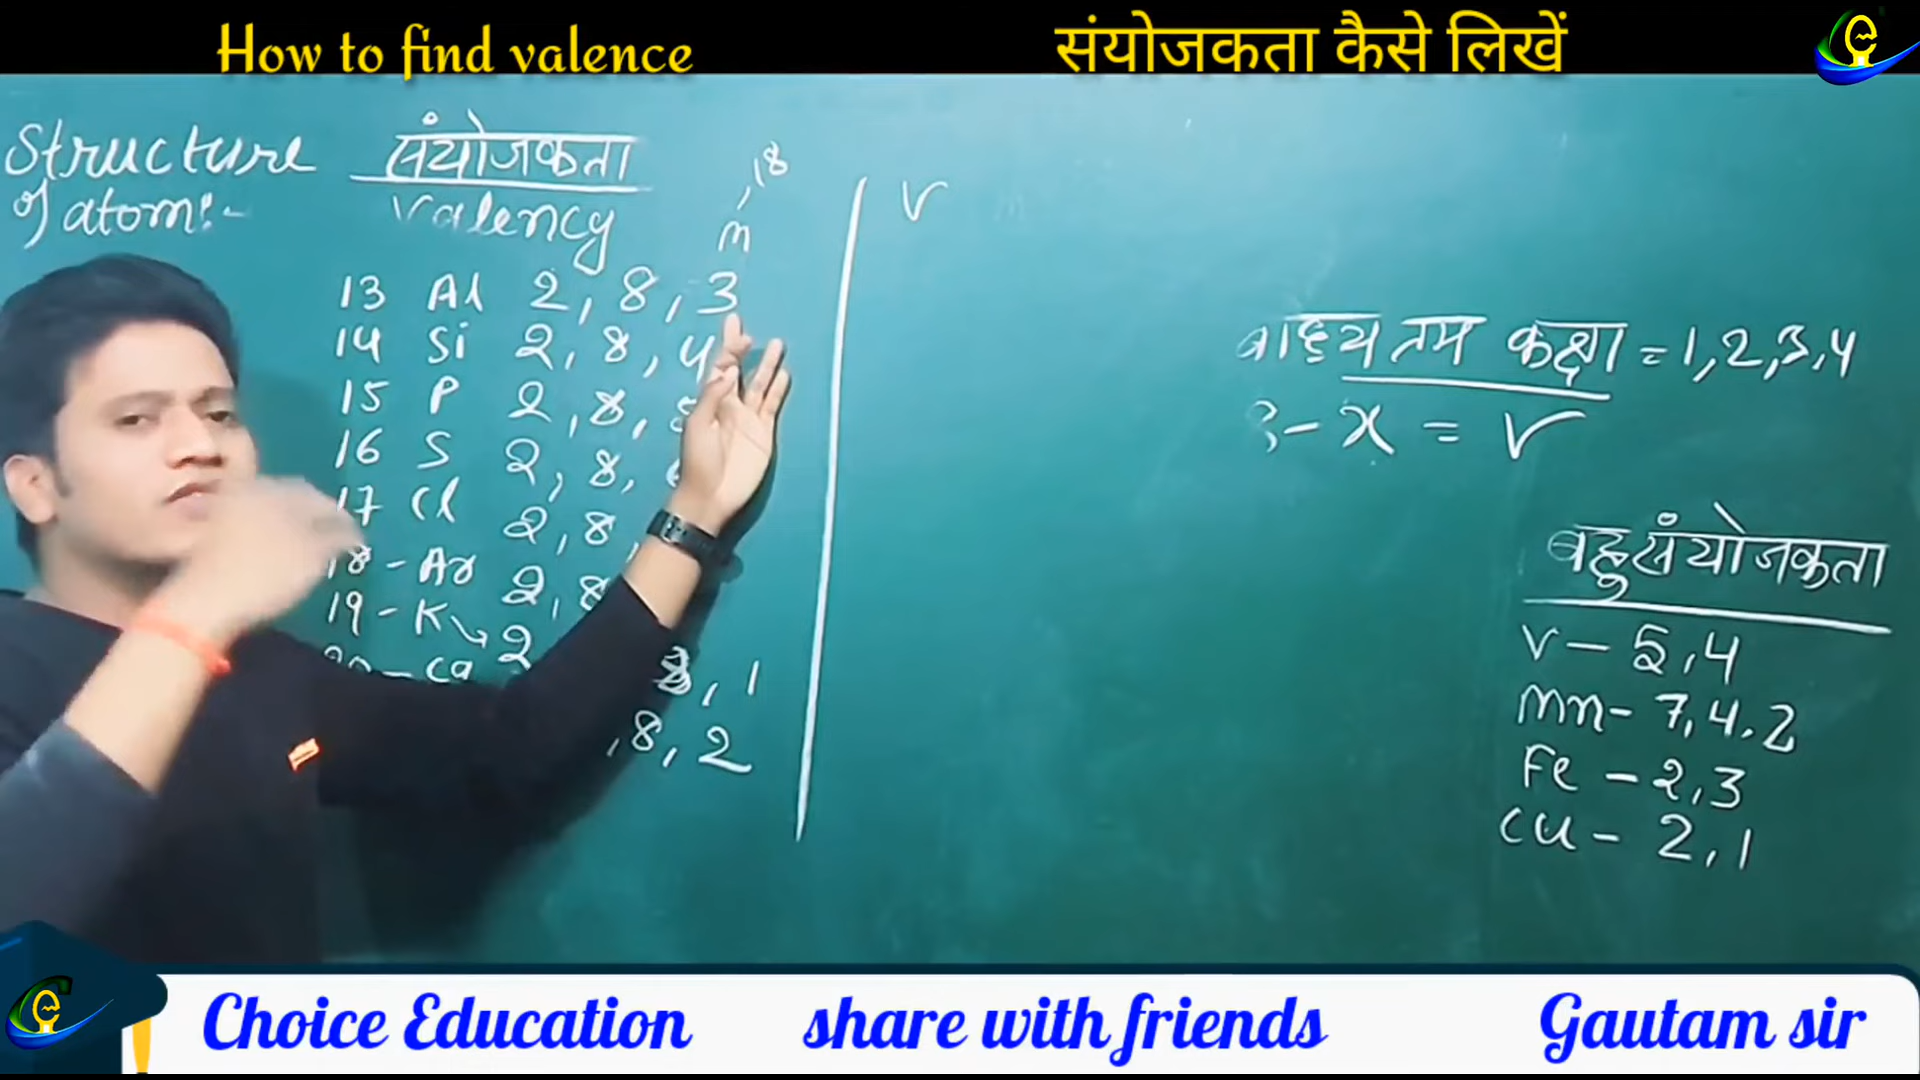 How to find valence
संयोजकता कैसे लिखें
Structure
of atom:-
संयोजकता
Valency
, 18
m
13 Al 2, 8, 3
14 Si 2, 8, 4
15 P 2, 8,
16 S 2, 8,
17 Cl 2, 8,
18 - Ar 2, 8
19 - K 2
8, 1
20 - Ca
, 8, 2
V
बाह्य तम कक्षा = 1, 2, 3, 4
- x = V
बहुसंयोजकता
V - 5, 4
Mn - 7, 4, 2
Fe - 2, 3
Cu - 2, 1
Choice Education
share with friends
Gautam sir